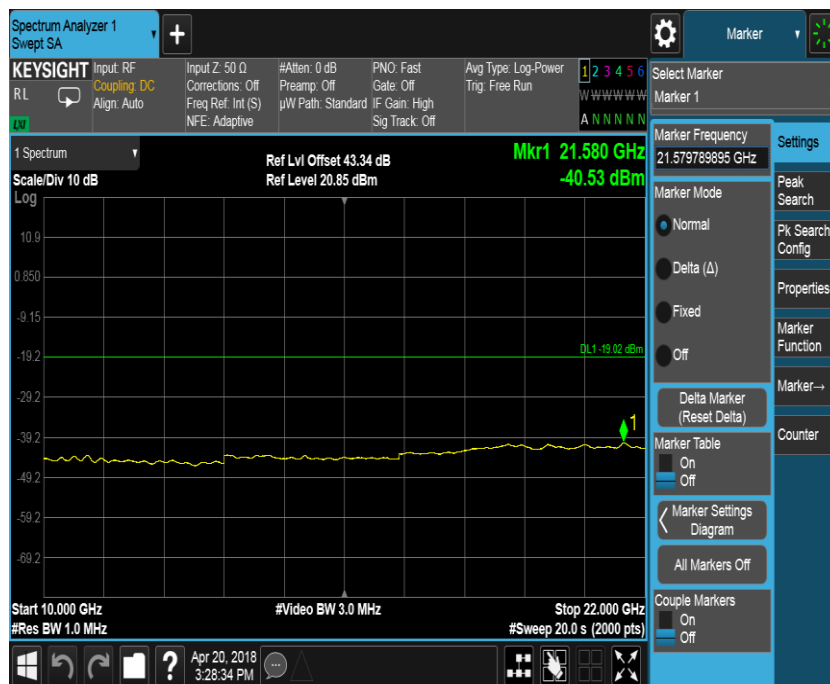 Spectrum Analyzer 1
Swept SA
Marker
KEYSIGHT
RL
LXI
Input: RF
Coupling: DC
Align: Auto
Input Z: 50 Ω
Corrections: Off
Freq Ref: Int (S)
NFE: Adaptive
#Atten: 0 dB
Preamp: Off
µW Path: Standard
PNO: Fast
Gate: Off
IF Gain: High
Sig Track: Off
Avg Type: Log-Power
Trig: Free Run
1 2 3 4 5 6
W W W W W W
A N N N N N
Select Marker
Marker 1
1 Spectrum
Scale/Div 10 dB
Log
Ref Lvl Offset 43.34 dB
Ref Level 20.85 dBm
Mkr1 21.580 GHz
-40.53 dBm
10.9
0.850
-9.15
-19.2
-29.2
-39.2
-49.2
-59.2
-69.2
DL1 -19.02 dBm
1
Start 10.000 GHz
#Res BW 1.0 MHz
#Video BW 3.0 MHz
Stop 22.000 GHz
#Sweep 20.0 s (2000 pts)
Marker Frequency
21.579789895 GHz
Marker Mode
Normal
Delta (Δ)
Fixed
Off
Delta Marker
(Reset Delta)
Marker Table
On
Off
Marker Settings
Diagram
All Markers Off
Couple Markers
On
Off
Settings
Peak
Search
Pk Search
Config
Properties
Marker
Function
Marker→
Counter
?
Apr 20, 2018
3:28:34 PM